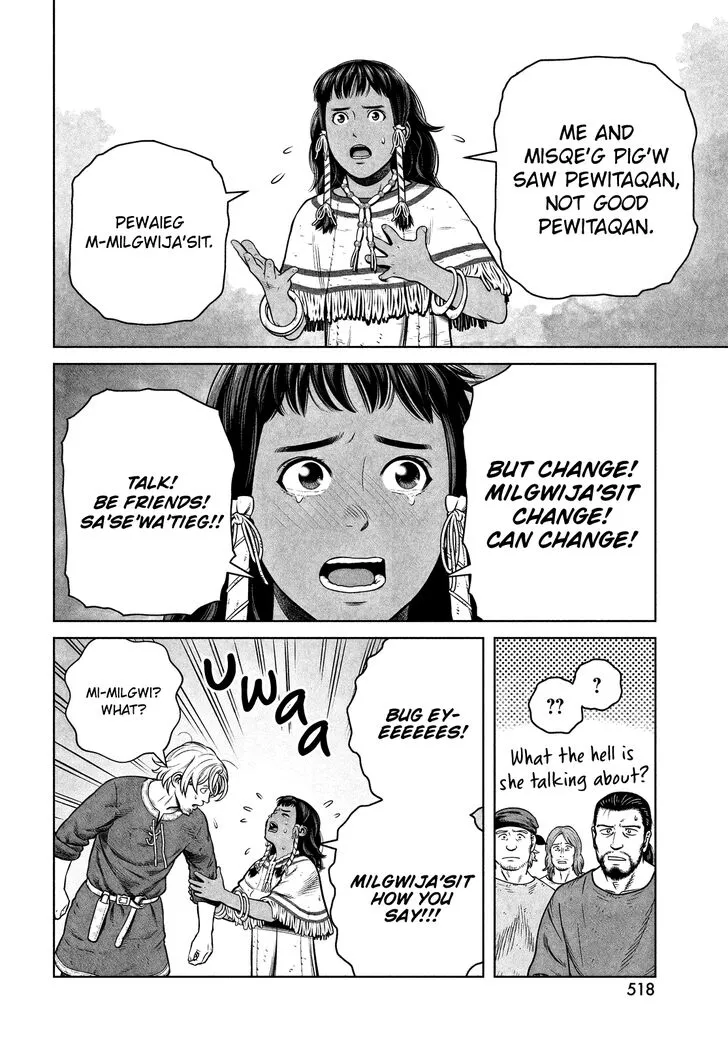 ME AND
MISQE'G PIG'W
SAW PEWITAQAN,
NOT GOOD
PEWITAQAN.
PEWAIEG
M-MILGWIJA'SIT.
BUT CHANGE!
MILGWIJA'SIT
CHANGE!
CAN CHANGE!
TALK!
BE FRIENDS!
SA'SE'WA'TIEG!!
?
??
What the hell is
she talking about?
BUG EY-
EEEEEEES!
MILGWIJA'SIT
HOW YOU
SAY!!!
UWAA
MI-MILGWI?
WHAT?
518